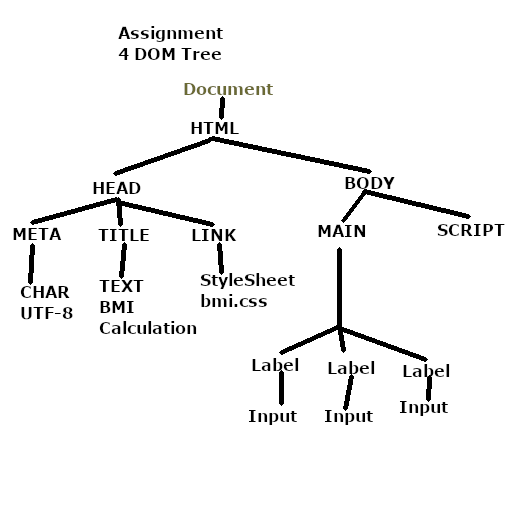 Assignment
4 DOM Tree
Document
HTML
HEAD
BODY
META
TITLE
LINK
MAIN
SCRIPT
CHAR
UTF-8
TEXT
BMI
Calculation
StyleSheet
bmi.css
Label
Label
Label
Input
Input
Input